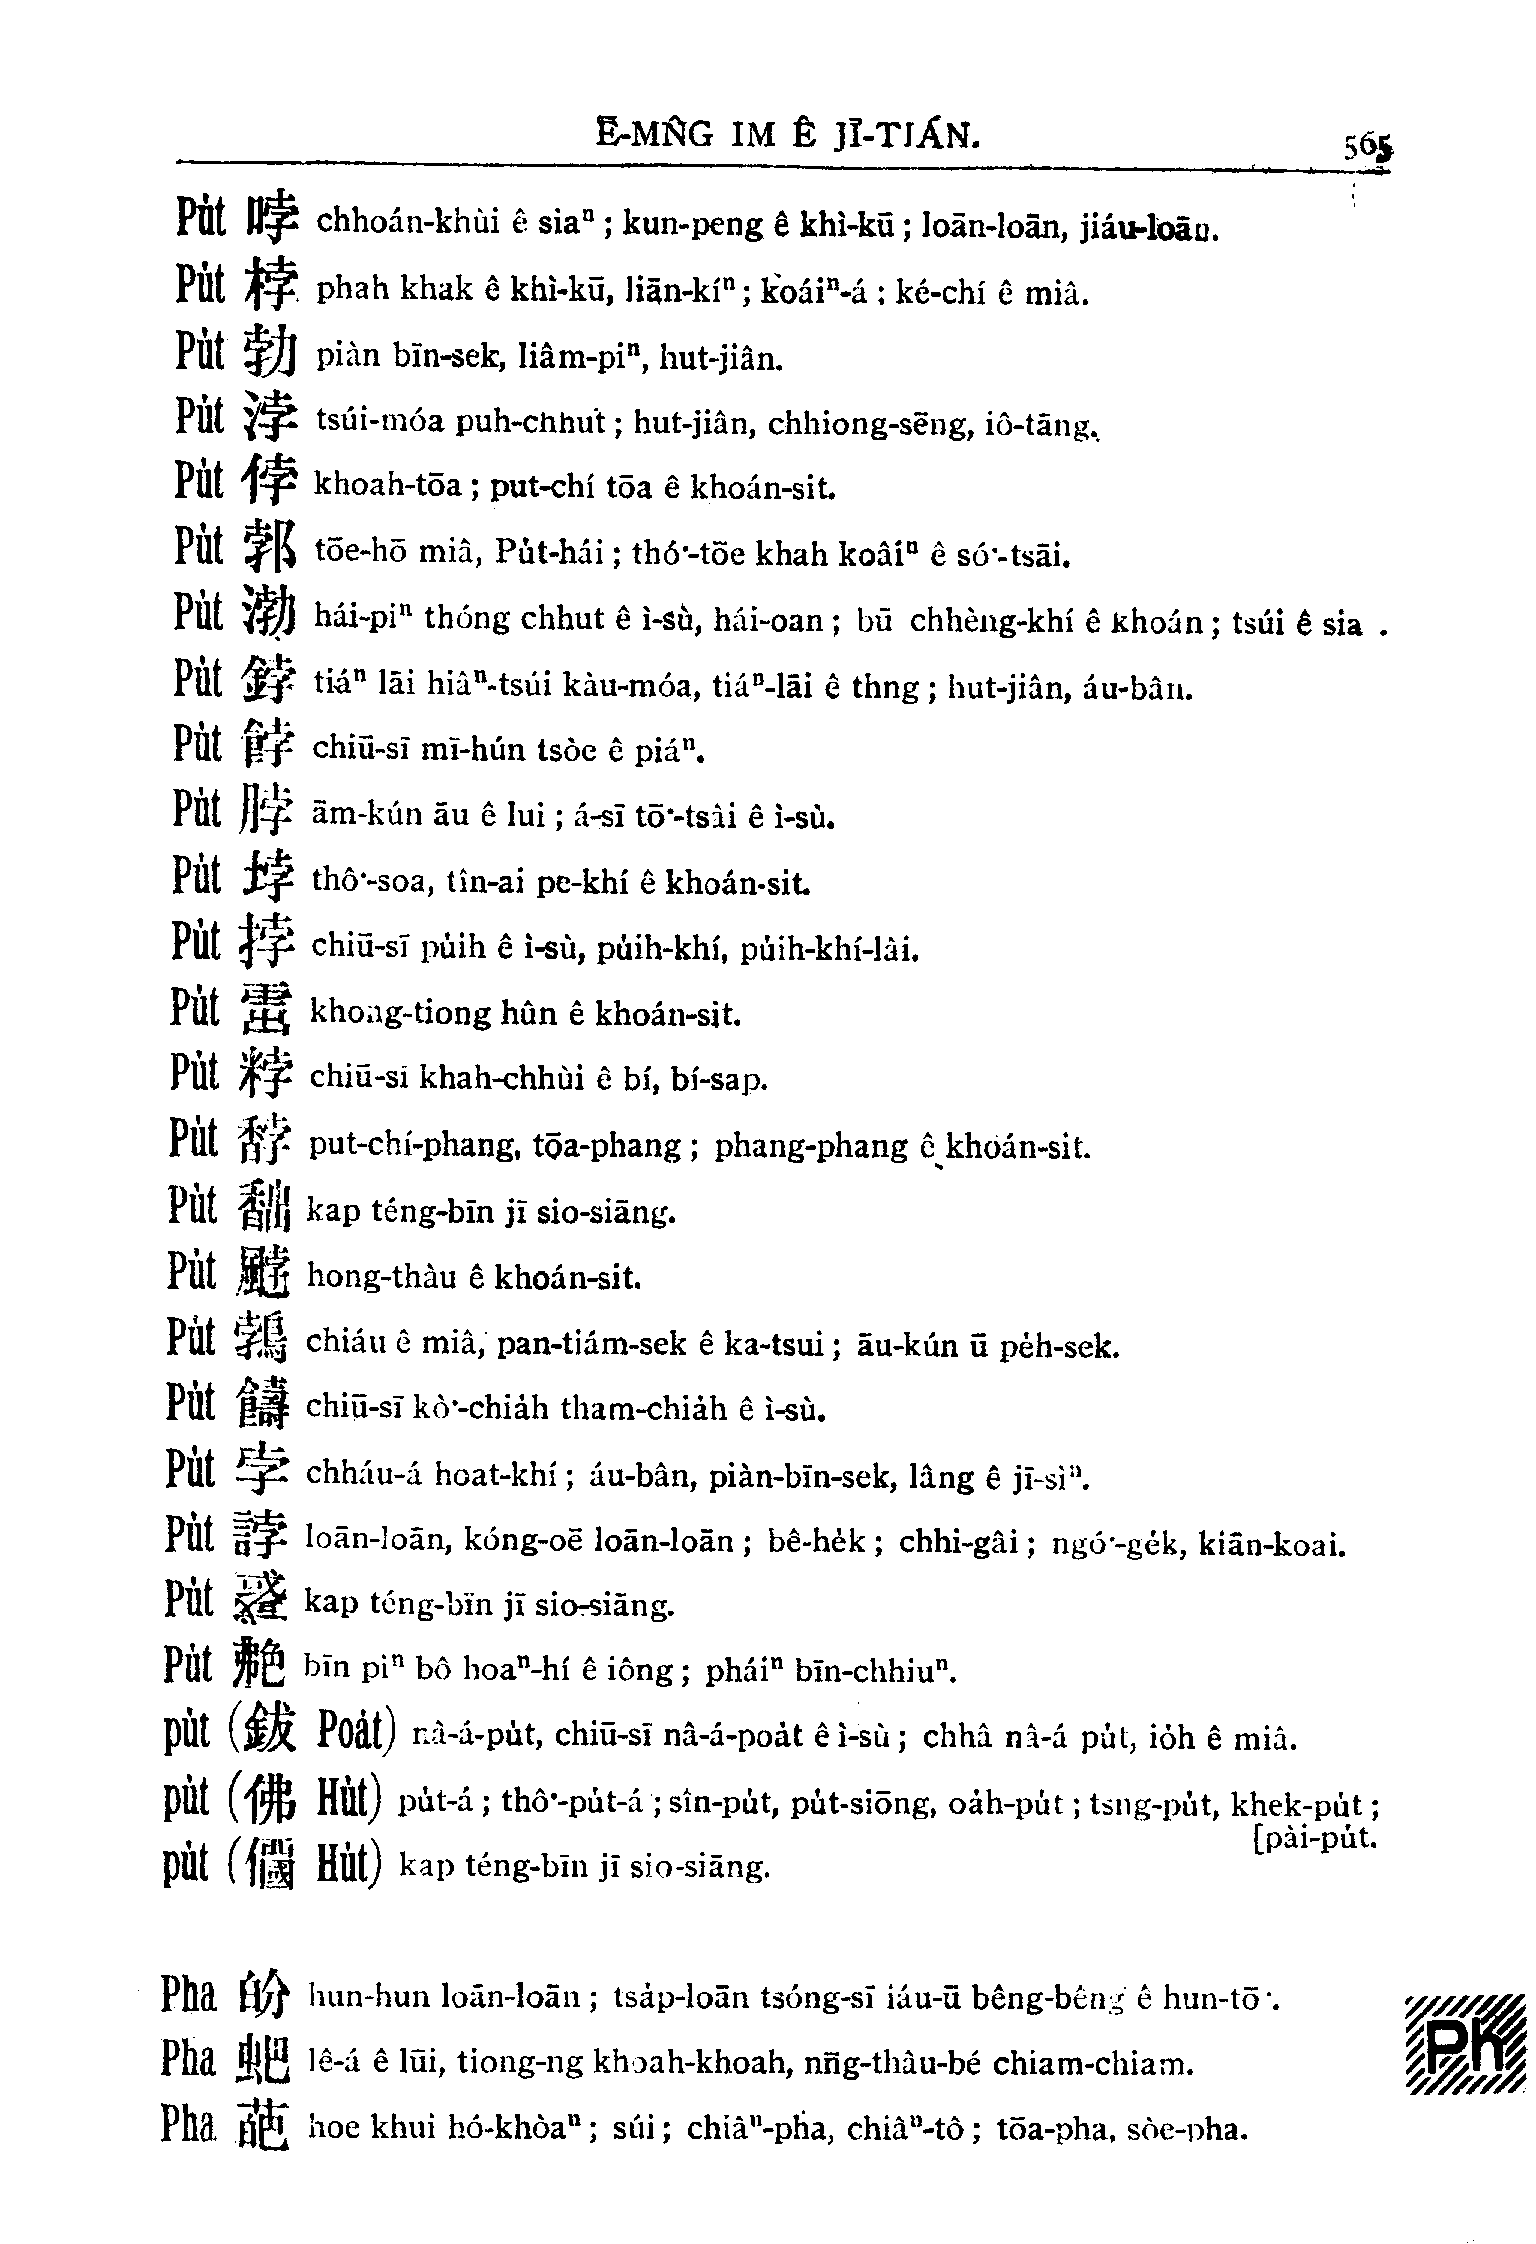 Ē-MN̂G IM Ê JĪ-TIÁN.
565
Pu̍t 哱 chhoán-khùi ê siaⁿ ; kun-peng ê khì-kū ; loān-loān, jiáu-loān.
Pu̍t 桲 phah khak ê khì-kū, liān-kíⁿ ; koáiⁿ-á ; ké-chí ê miâ.
Pu̍t 勃 piàn bīn-sek, liâm-piⁿ, hut-jiân.
Pu̍t 浡 tsúi-móa puh-chhut ; hut-jiân, chhiong-sēng, iô-tāng.
Pu̍t 侼 khoah-tōa ; put-chí tōa ê khoán-sit.
Pu̍t 郣 tōe-hō miâ, Pu̍t-hái ; thó͘-tōe khah koâiⁿ ê só͘-tsāi.
Pu̍t 渤 hái-piⁿ thóng chhut ê ì-sù, hái-oan ; bū chhèng-khí ê khoán ; tsúi ê sia .
Pu̍t 鋍 tiáⁿ lāi hiâⁿ-tsúi kàu-móa, tiáⁿ-lāi ê thng ; hut-jiân, áu-bân.
Pu̍t 餑 chiū-sī mī-hún tsòe ê piáⁿ.
Pu̍t 脖 ām-kún āu ê lui ; á-sī tō͘-tsâi ê ì-sù.
Pu̍t 垶 thô͘-soa, tîn-ai pe-khí ê khoán-sit.
Pu̍t 挬 chiū-sī pu̍ih ê ì-sù, pu̍ih-khí, pu̍ih-khí-lâi.
Pu̍t khong-tiong hûn ê khoán-sit.
Pu̍t 䊦 chiū-sī khah-chhùi ê bí, bí-sap.
Pu̍t 馞 put-chí-phang, tōa-phang ; phang-phang ê khoán-sit.
Pu̍t kap téng-bīn jī sio-siāng.
Pu̍t hong-thàu ê khoán-sit.
Pu̍t 鵓 chiáu ê miâ, pan-tiám-sek ê ka-tsui ; āu-kún ū pe̍h-sek.
Pu̍t chiū-sī kò͘-chia̍h tham-chia̍h ê ì-sù.
Pu̍t 孛 chháu-á hoat-khí ; áu-bân, piàn-bīn-sek, lâng ê jī-sìⁿ.
Pu̍t 誖 loān-loān, kóng-oē loān-loān ; bê-he̍k ; chhi-gâi ; ngó͘-ge̍k, kiān-koai.
Pu̍t kap téng-bīn jī sio-siāng.
Pu̍t 艴 bīn piⁿ bô hoaⁿ-hí ê iông ; pháiⁿ bīn-chhiuⁿ.
pu̍t (鈸 Poa̍t) nâ-á-pu̍t, chiū-sī nâ-á-poa̍t ê ì-sù ; chhâ nâ-á pu̍t, io̍h ê miâ.
pu̍t (佛 Hu̍t) pu̍t-á ; thô͘-pu̍t-á ; sîn-pu̍t, pu̍t-siōng, oa̍h-pu̍t ; tsng-pu̍t, khek-pu̍t ;
[pài-pu̍t.
pu̍t ( Hu̍t) kap téng-bīn jī sio-siāng.
Pha hun-hun loān-loān ; tsa̍p-loān tsóng-sī iáu-ū bêng-bêng ê hun-tō͘.
Pha 蚆 lê-á ê lūi, tiong-ng khoah-khoah, nn̄g-thâu-bé chiam-chiam.
Pha 葩 hoe khui hó-khòaⁿ ; súi ; chiâⁿ-pha, chiâⁿ-tô ; tōa-pha, sòe-pha.
Ph